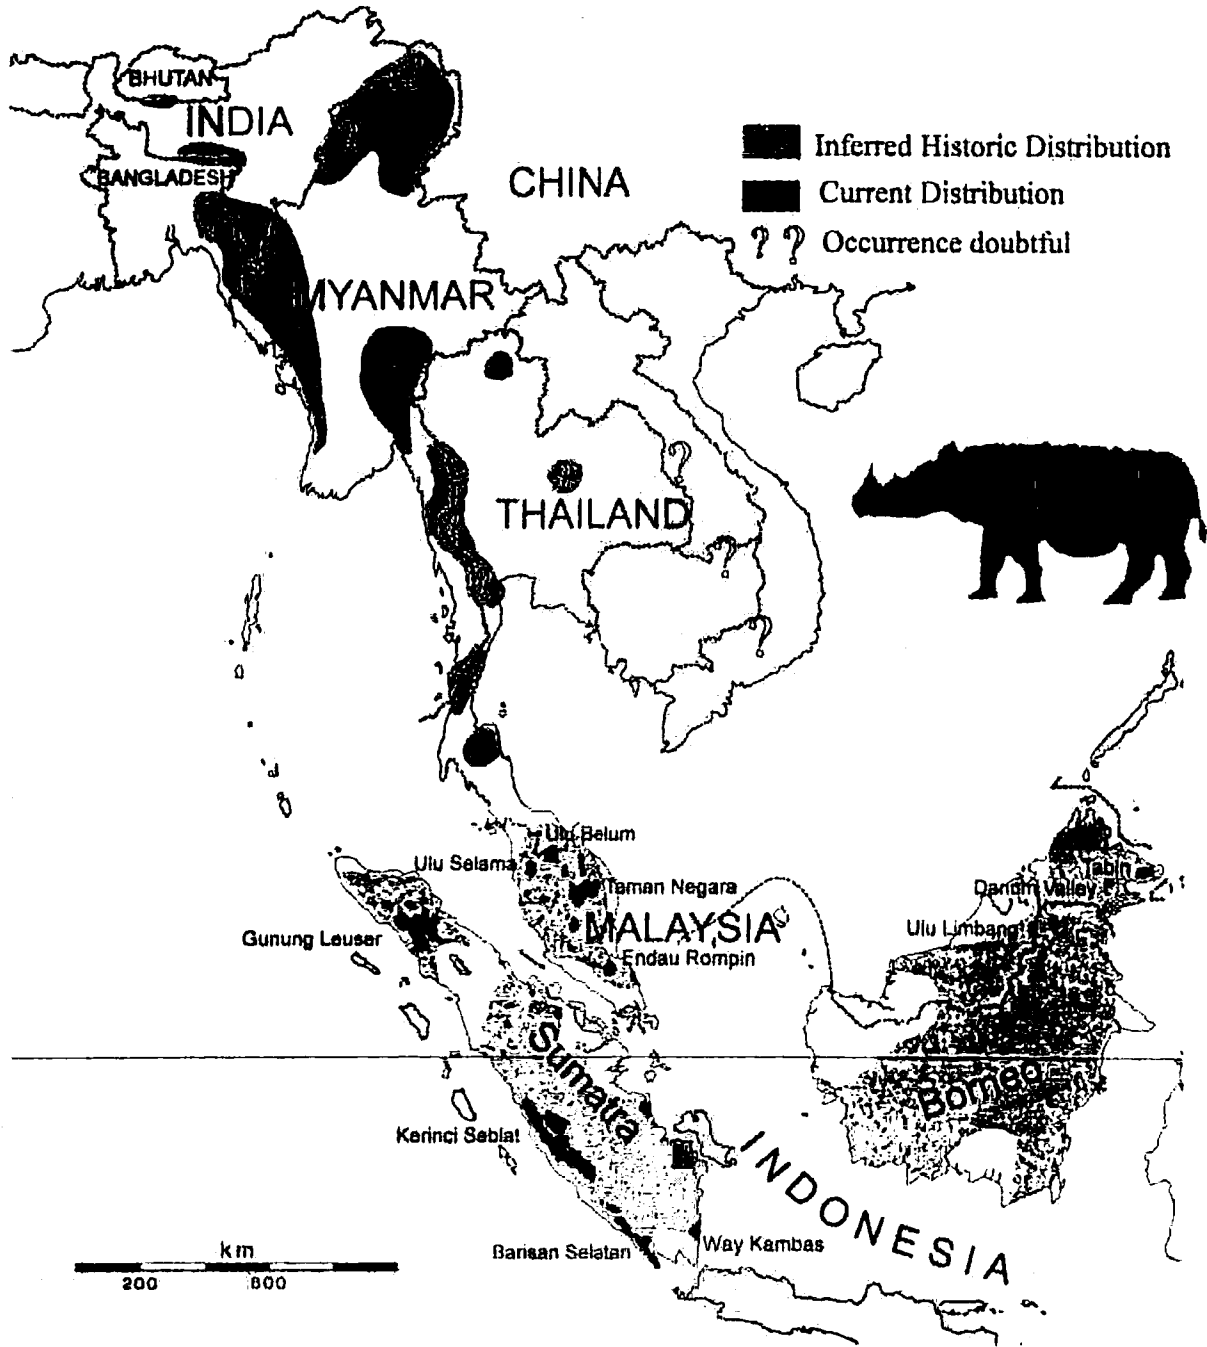 BHUTAN
INDIA
BANGLADESH
CHINA
Inferred Historic Distribution
Current Distribution
? ? Occurrence doubtful
MYANMAR
?
THAILAND
?
?
Ulu Belum
Ulu Selama
Taman Negara
Tabin
Danum Valley
MALAYSIA
Ulu Limbang
Gunung Leuser
Endau Rompin
Sumatra
Borneo
Kerinci Seblat
INDONESIA
Barisan Selatan
Way Kambas
km
200 600